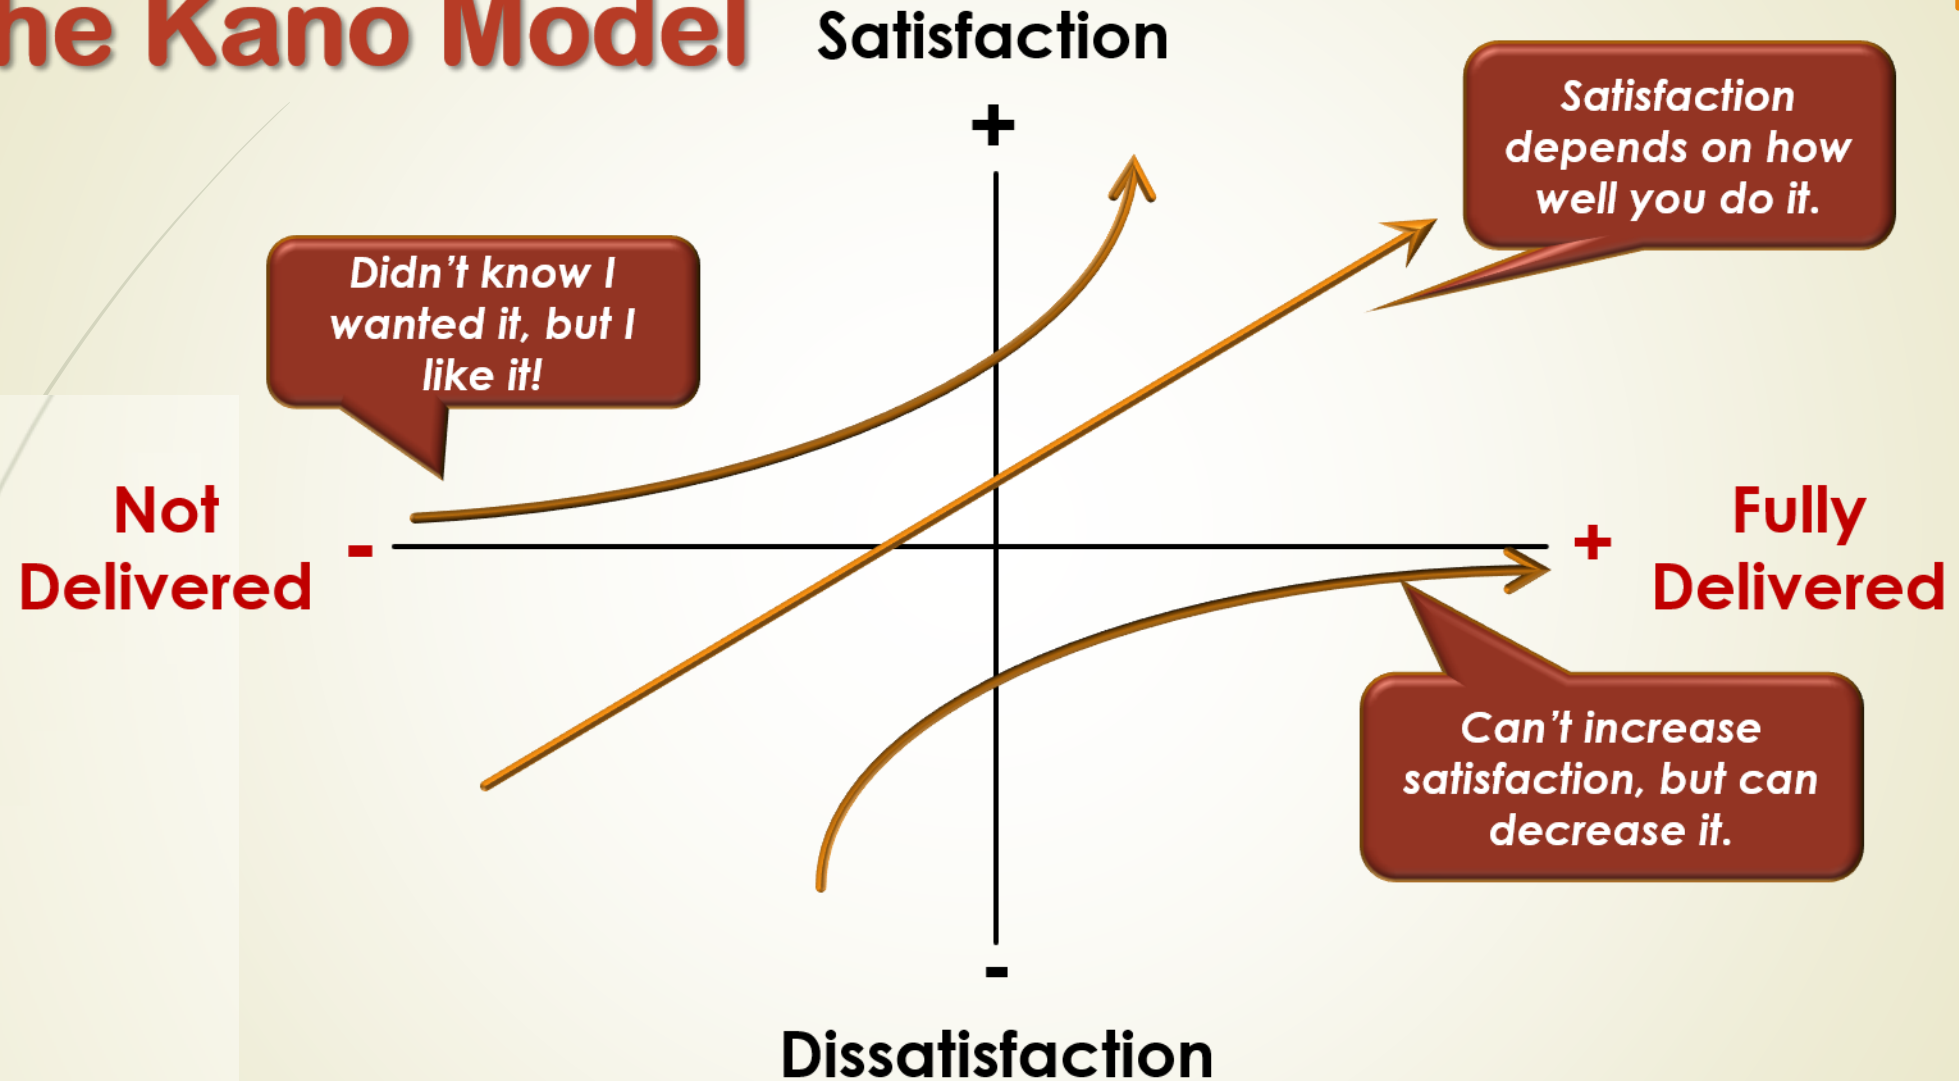 he Kano Model
Satisfaction
+
Satisfaction
depends on how
well you do it.
Didn't know I
wanted it, but I
like it!
Not
Delivered
-
+
Fully
Delivered
Can't increase
satisfaction, but can
decrease it.
-
Dissatisfaction